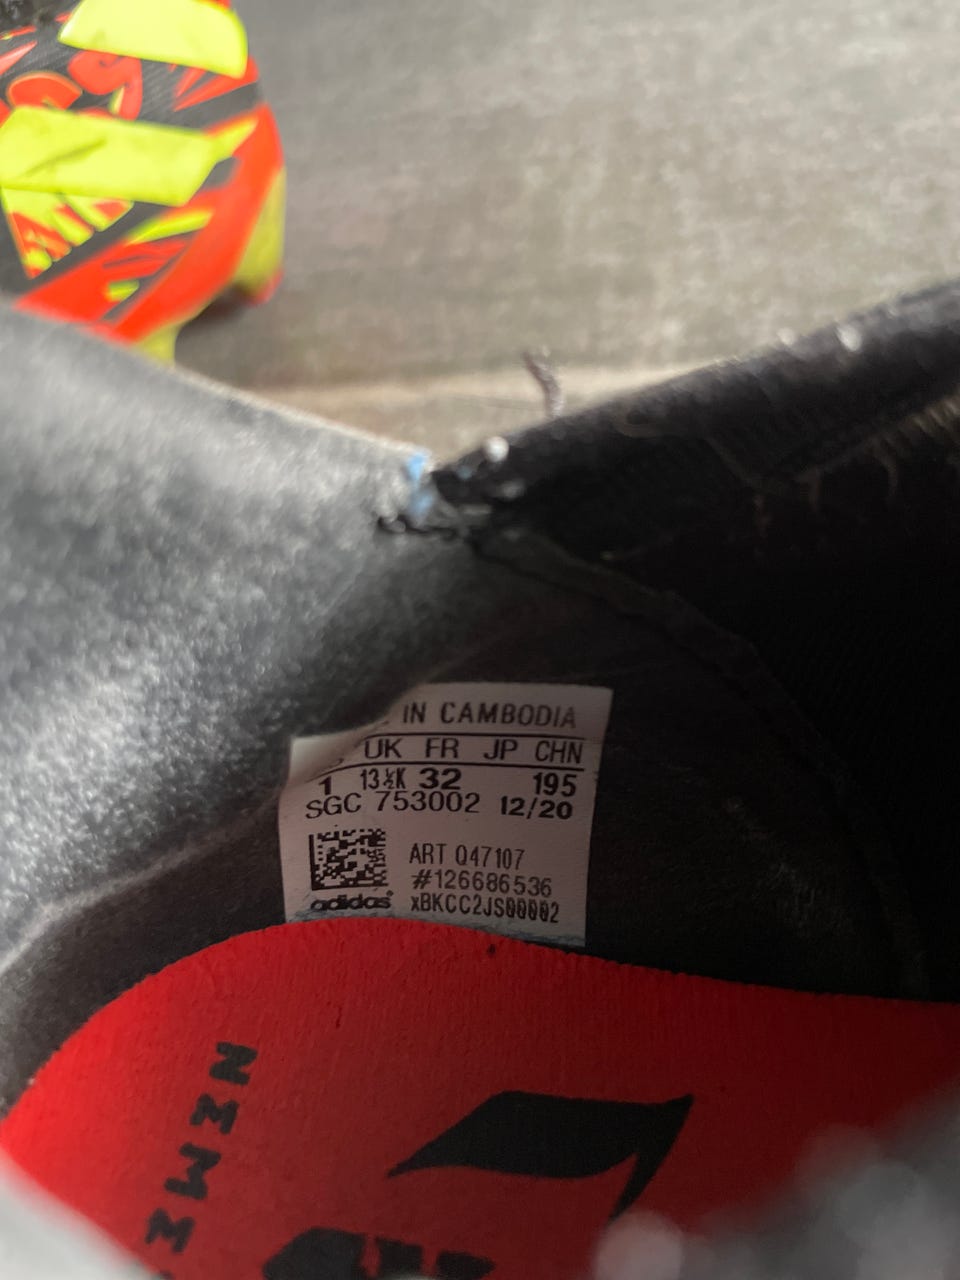 IN CAMBODIA
UK FR JP CHN
1 13½K 32 195
SGC 753002 12/20
ART Q47107
#126686536
adidas® xBKCC2JS00002